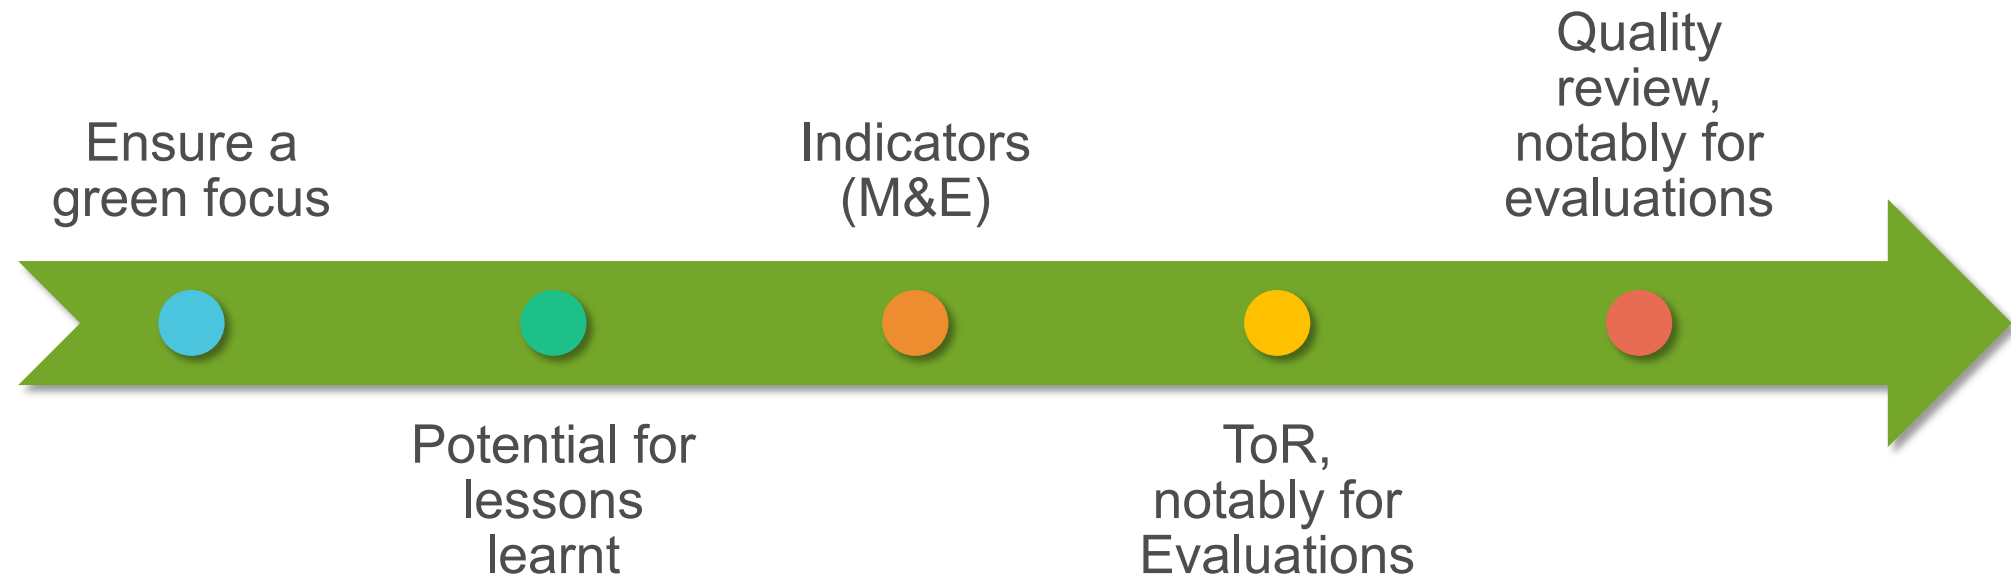 Ensure a
green focus
Potential for
lessons
learnt
Indicators
(M&E)
ToR,
notably for
Evaluations
Quality
review,
notably for
evaluations